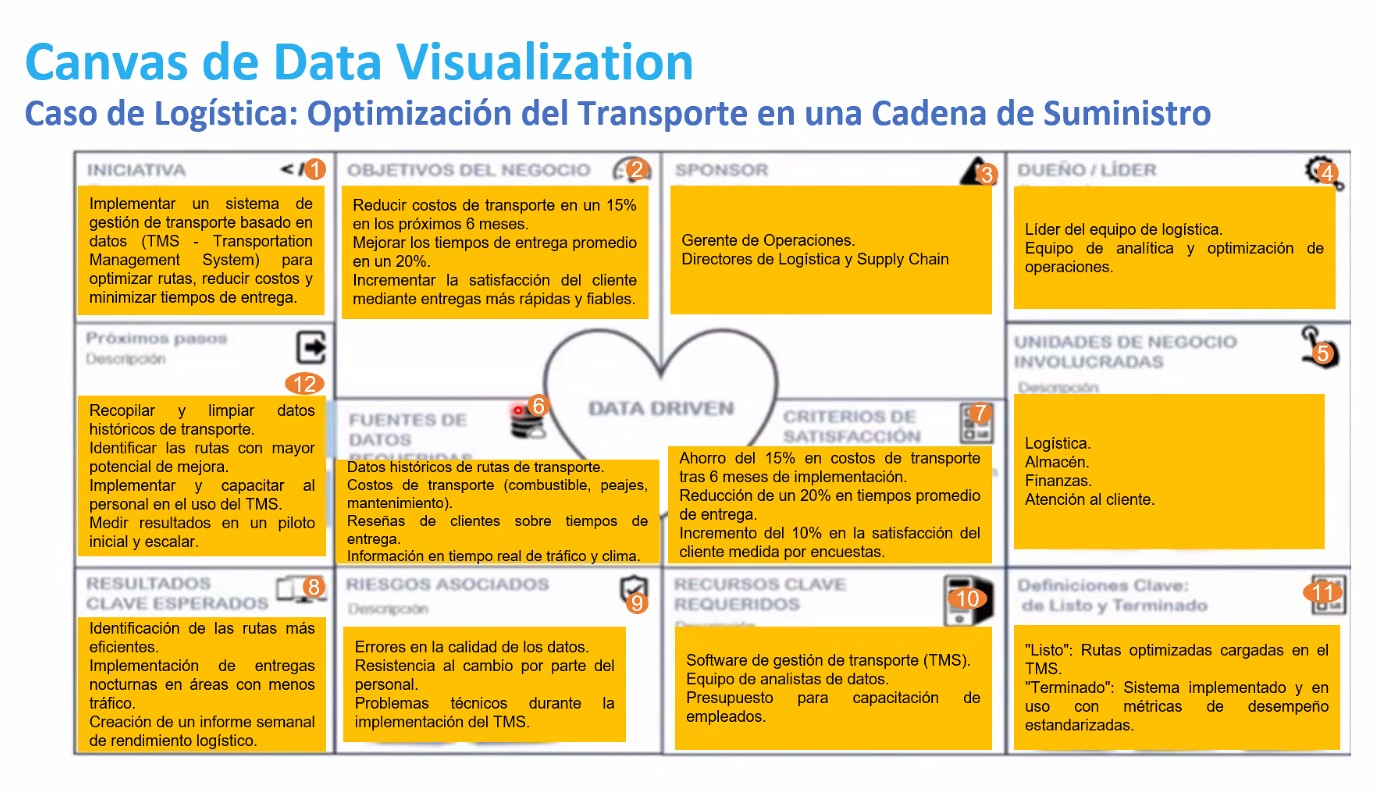 Canvas de Data Visualization
Caso de Logística: Optimización del Transporte en una Cadena de Suministro
INICIATIVA
1
Implementar un sistema de
gestión de transporte basado en
datos (TMS - Transportation
Management System) para
optimizar rutas, reducir costos y
minimizar tiempos de entrega.
OBJETIVOS DEL NEGOCIO
2
Reducir costos de transporte en un 15%
en los próximos 6 meses.
Mejorar los tiempos de entrega promedio
en un 20%.
Incrementar la satisfacción del cliente
mediante entregas más rápidas y fiables.
SPONSOR
3
Gerente de Operaciones.
Directores de Logística y Supply Chain
DUEÑO / LÍDER
4
Líder del equipo de logística.
Equipo de analítica y optimización de
operaciones.
UNIDADES DE NEGOCIO
INVOLUCRADAS
5
Descripción
Logística.
Almacén.
Finanzas.
Atención al cliente.
DATA DRIVEN
FUENTES DE
DATOS
REQUERIDAS
6
Datos históricos de rutas de transporte.
Costos de transporte (combustible, peajes,
mantenimiento).
Reseñas de clientes sobre tiempos de
entrega.
Información en tiempo real de tráfico y clima.
CRITERIOS DE
SATISFACCIÓN
7
Ahorro del 15% en costos de transporte
tras 6 meses de implementación.
Reducción de un 20% en tiempos promedio
de entrega.
Incremento del 10% en la satisfacción del
cliente medida por encuestas.
Próximos pasos
Descripción
12
Recopilar y limpiar datos
históricos de transporte.
Identificar las rutas con mayor
potencial de mejora.
Implementar y capacitar al
personal en el uso del TMS.
Medir resultados en un piloto
inicial y escalar.
RESULTADOS
CLAVE ESPERADOS
8
Identificación de las rutas más
eficientes.
Implementación de entregas
nocturnas en áreas con menos
tráfico.
Creación de un informe semanal
de rendimiento logístico.
RIESGOS ASOCIADOS
Descripción
9
Errores en la calidad de los datos.
Resistencia al cambio por parte del
personal.
Problemas técnicos durante la
implementación del TMS.
RECURSOS CLAVE
REQUERIDOS
10
Software de gestión de transporte (TMS).
Equipo de analistas de datos.
Presupuesto para capacitación de
empleados.
Definiciones Clave:
de Listo y Terminado
11
"Listo": Rutas optimizadas cargadas en el
TMS.
"Terminado": Sistema implementado y en
uso con métricas de desempeño
estandarizadas.